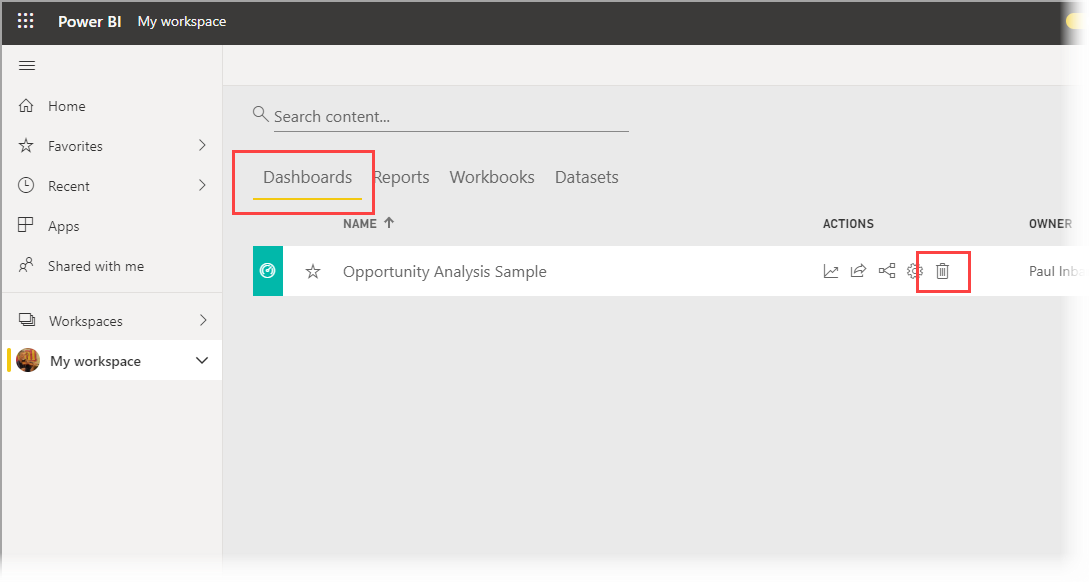 Power BI My workspace
Home
Favorites
Recent
Apps
Shared with me
Workspaces
My workspace
Search content...
Dashboards Reports Workbooks Datasets
NAME ACTIONS OWNER
Opportunity Analysis Sample Paul